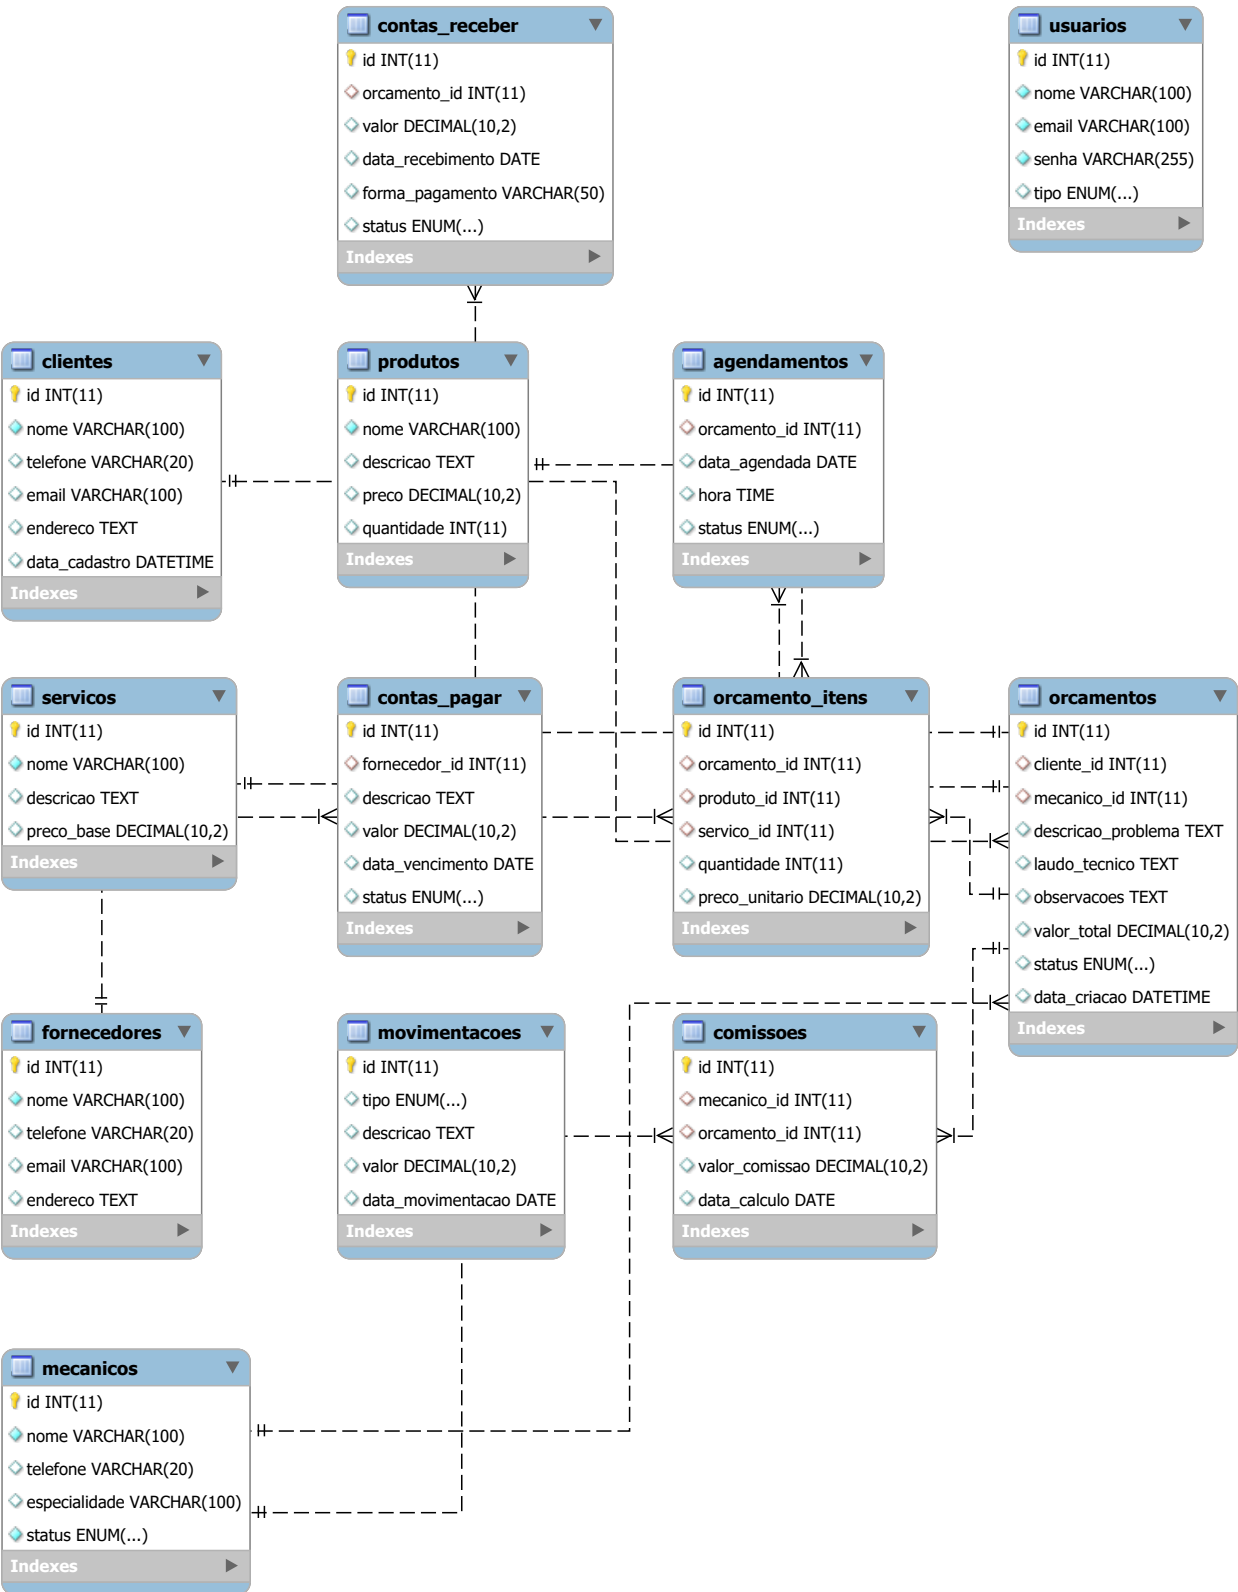 contas_receber
id INT(11)
orcamento_id INT(11)
valor DECIMAL(10,2)
data_recebimento DATE
forma_pagamento VARCHAR(50)
status ENUM(...)
Indexes
usuarios
id INT(11)
nome VARCHAR(100)
email VARCHAR(100)
senha VARCHAR(255)
tipo ENUM(...)
Indexes
clientes
id INT(11)
nome VARCHAR(100)
telefone VARCHAR(20)
email VARCHAR(100)
endereco TEXT
data_cadastro DATETIME
Indexes
produtos
id INT(11)
nome VARCHAR(100)
descricao TEXT
preco DECIMAL(10,2)
quantidade INT(11)
Indexes
agendamentos
id INT(11)
orcamento_id INT(11)
data_agendada DATE
hora TIME
status ENUM(...)
Indexes
servicos
id INT(11)
nome VARCHAR(100)
descricao TEXT
preco_base DECIMAL(10,2)
Indexes
contas_pagar
id INT(11)
fornecedor_id INT(11)
descricao TEXT
valor DECIMAL(10,2)
data_vencimento DATE
status ENUM(...)
Indexes
orcamento_itens
id INT(11)
orcamento_id INT(11)
produto_id INT(11)
servico_id INT(11)
quantidade INT(11)
preco_unitario DECIMAL(10,2)
Indexes
orcamentos
id INT(11)
cliente_id INT(11)
mecanico_id INT(11)
descricao_problema TEXT
laudo_tecnico TEXT
observacoes TEXT
valor_total DECIMAL(10,2)
status ENUM(...)
data_criacao DATETIME
Indexes
fornecedores
id INT(11)
nome VARCHAR(100)
telefone VARCHAR(20)
email VARCHAR(100)
endereco TEXT
Indexes
movimentacoes
id INT(11)
tipo ENUM(...)
descricao TEXT
valor DECIMAL(10,2)
data_movimentacao DATE
Indexes
comissoes
id INT(11)
mecanico_id INT(11)
orcamento_id INT(11)
valor_comissao DECIMAL(10,2)
data_calculo DATE
Indexes
mecanicos
id INT(11)
nome VARCHAR(100)
telefone VARCHAR(20)
especialidade VARCHAR(100)
status ENUM(...)
Indexes